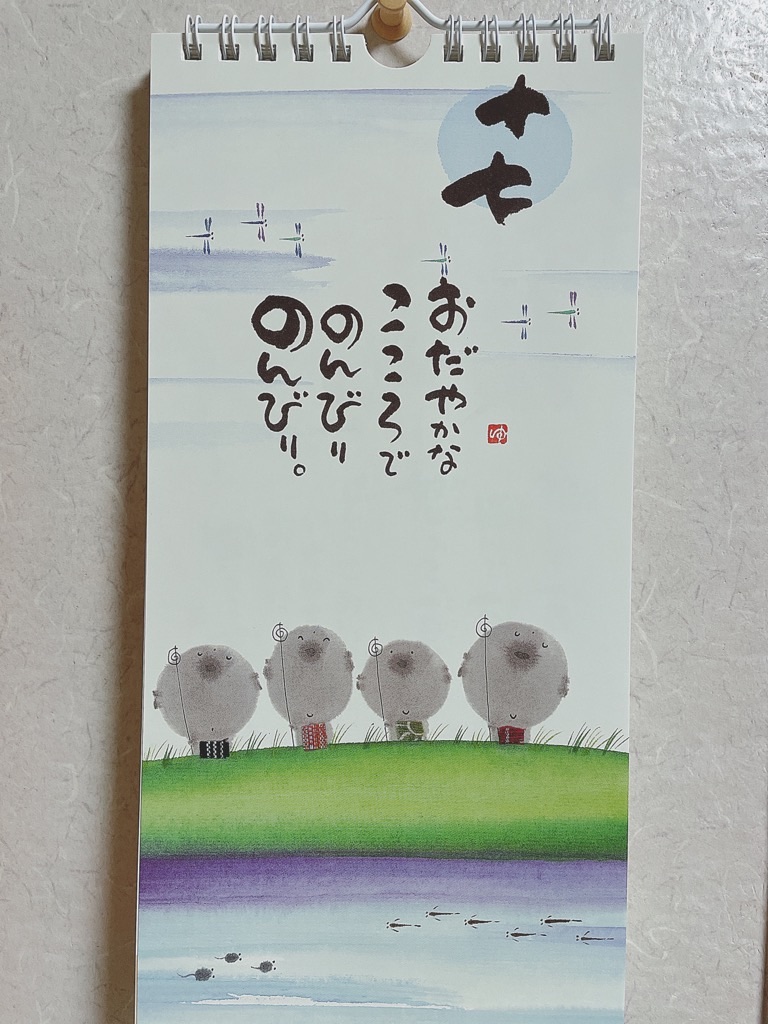 十七
おだやかな
こころで
のんびり
のんびり。
ゆ